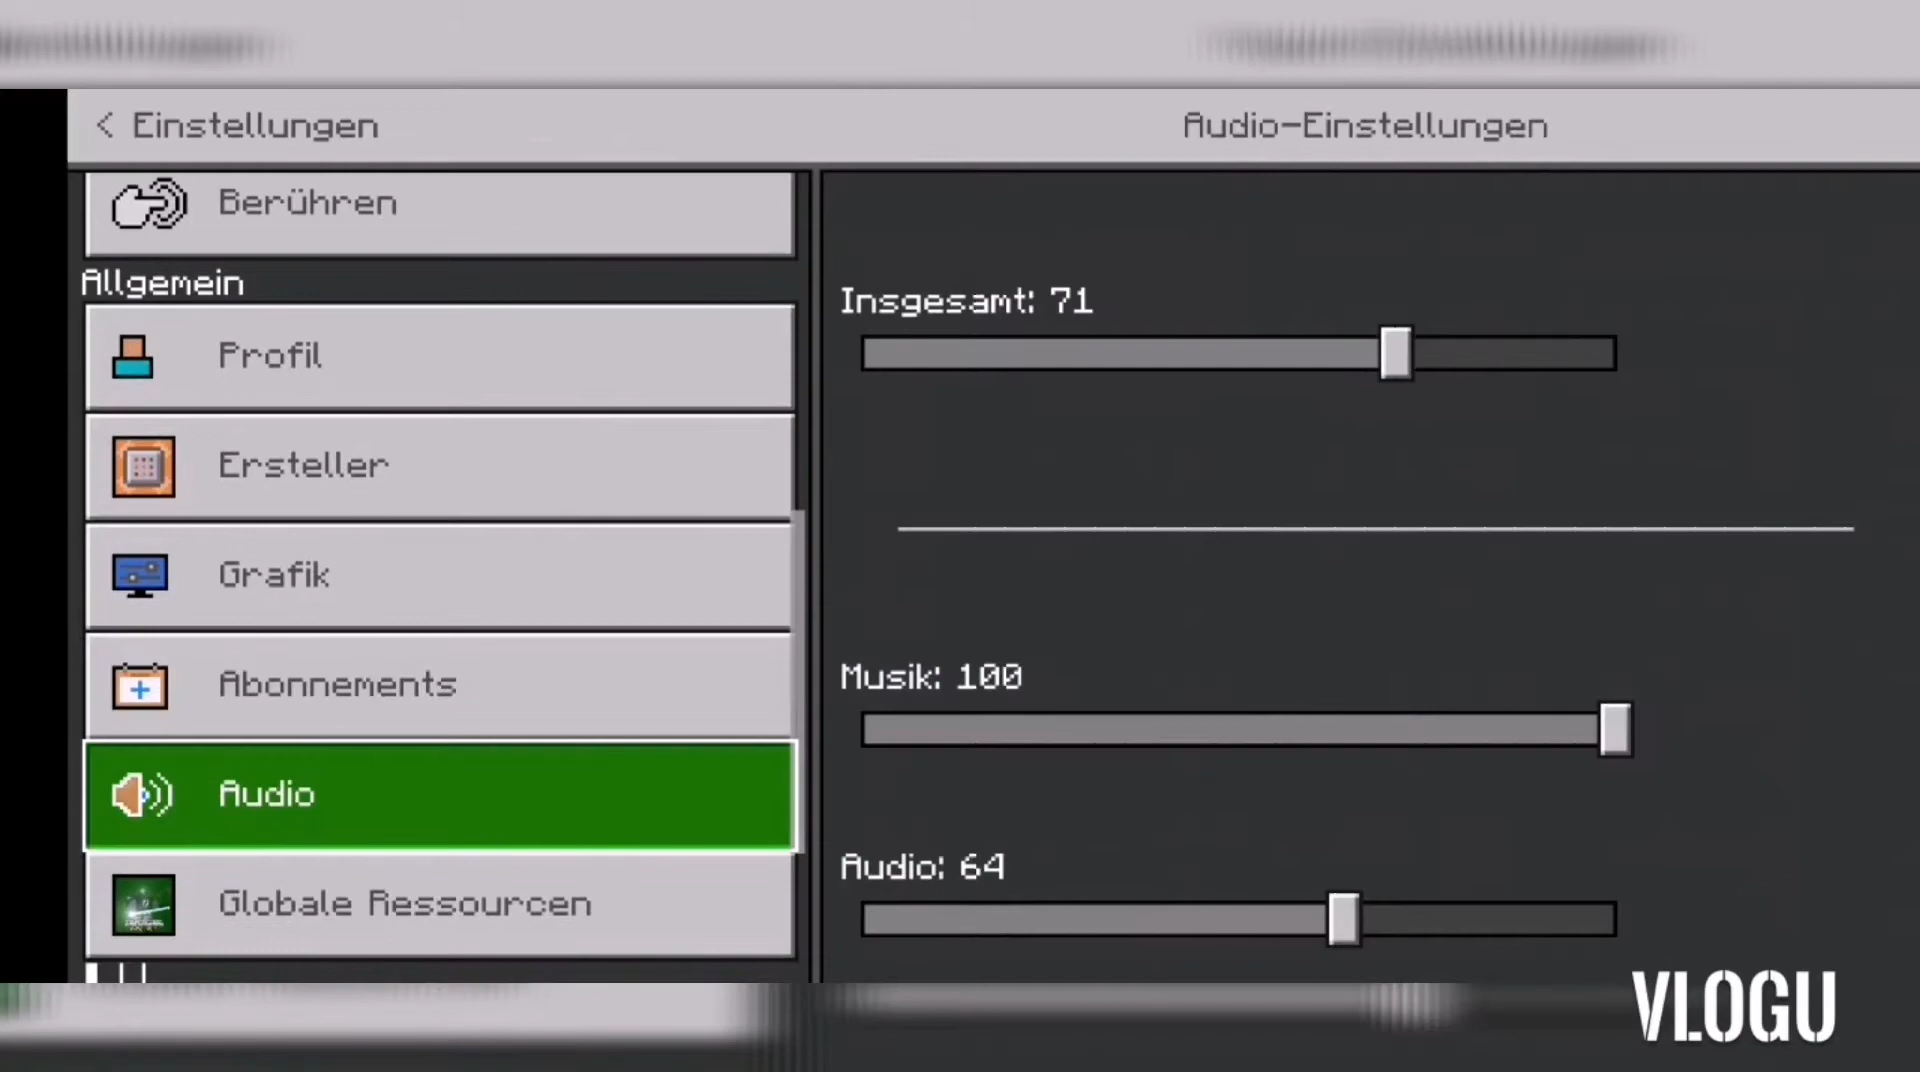 < Einstellungen
Audio-Einstellungen
Berühren
Allgemein
Profil
Ersteller
Grafik
Abonnements
Audio
Globale Ressourcen
Insgesamt: 71
Musik: 100
Audio: 64
VLOGU